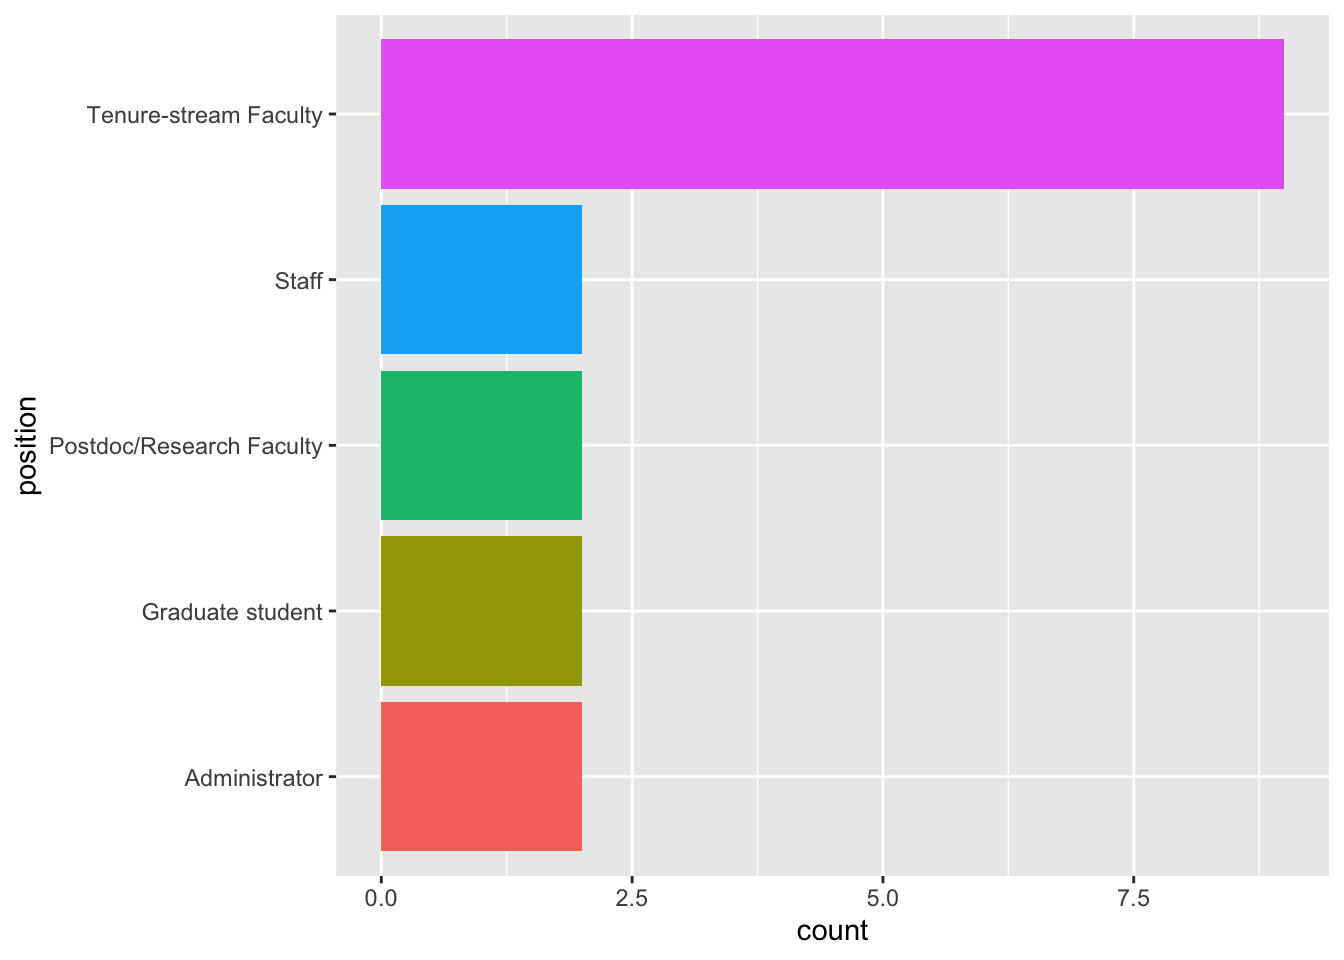 Tenure-stream Faculty
Staff
Postdoc/Research Faculty
Graduate student
Administrator
position
0.0 2.5 5.0 7.5
count